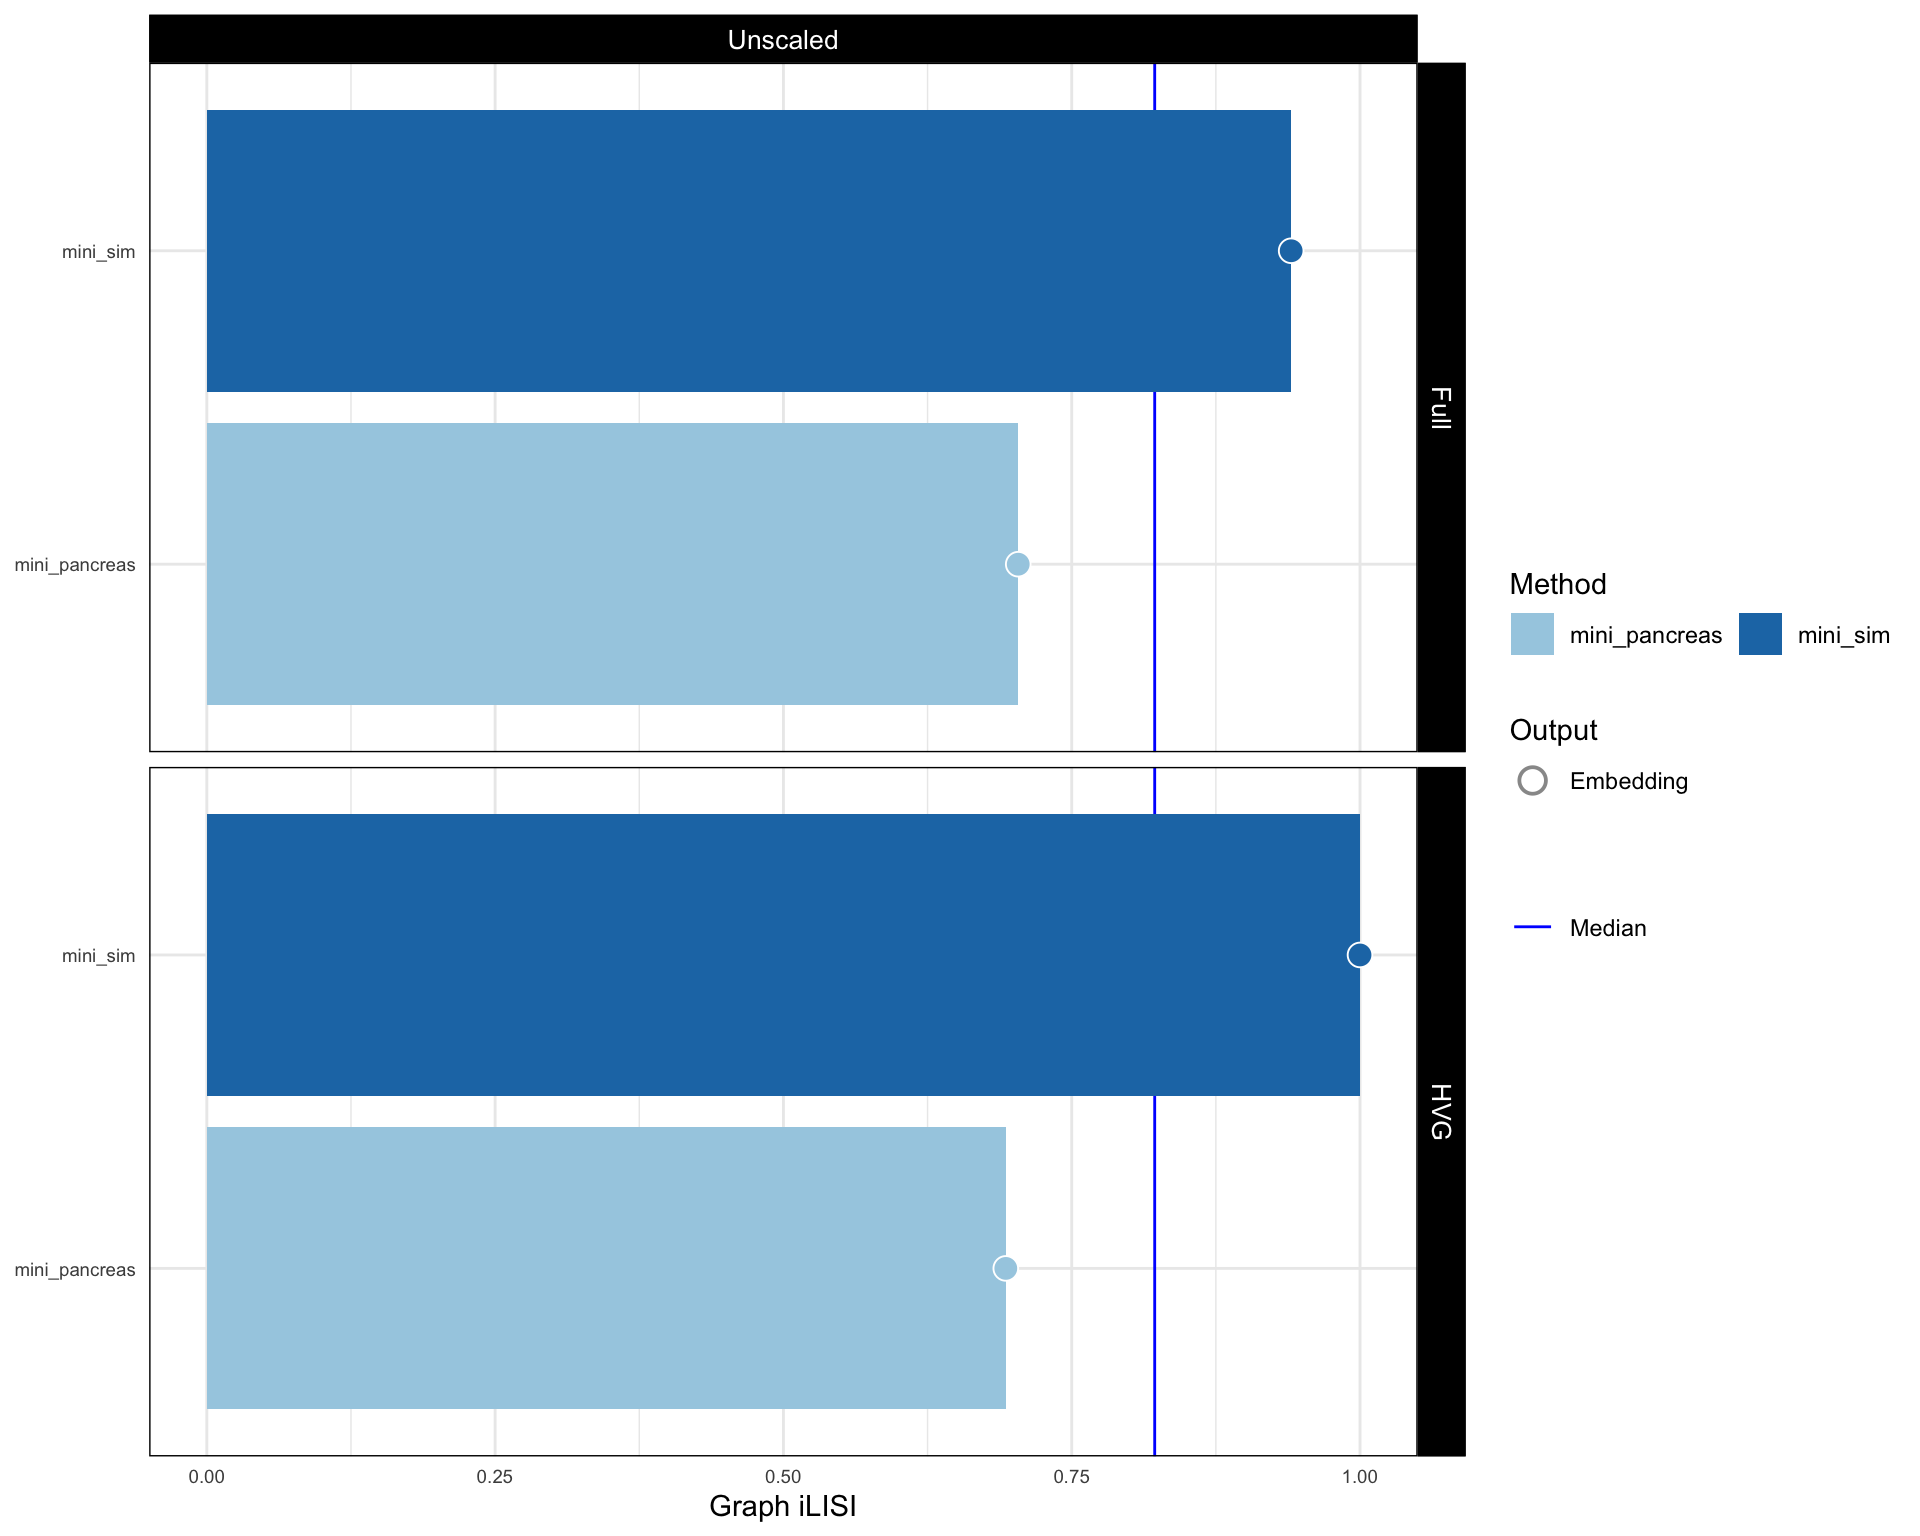 Unscaled
mini_sim
mini_pancreas
Full
mini_sim
mini_pancreas
HVG
0.00 0.25 0.50 0.75 1.00
Graph iLISI
Method
mini_pancreas mini_sim
Output
Embedding
Median